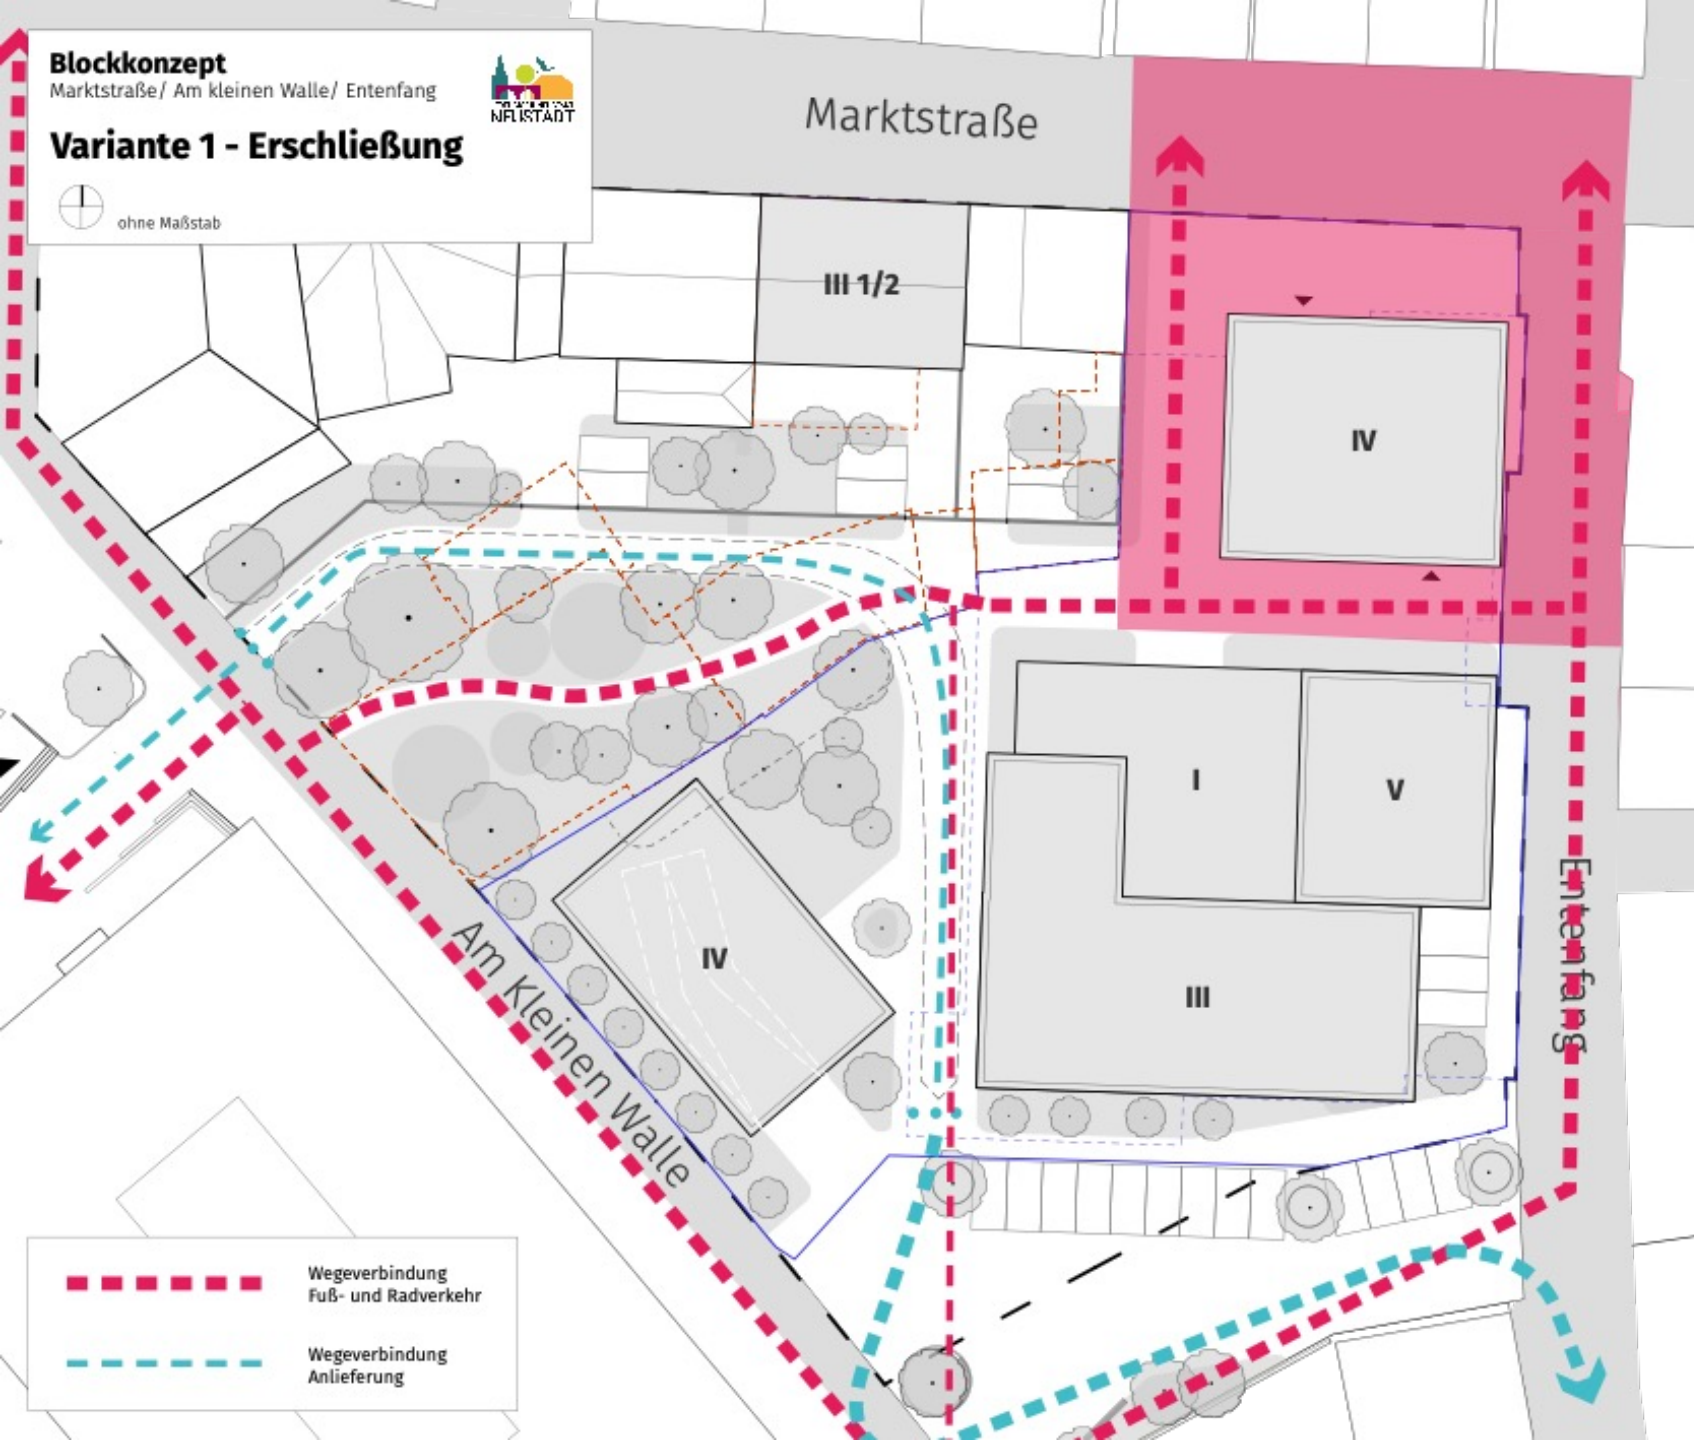 Blockkonzept
Marktstraße/ Am kleinen Walle/ Entenfang
Variante 1 - Erschließung
ohne Maßstab
NEUSTADT
Marktstraße
III 1/2
IV
I
V
III
IV
Am Kleinen Walle
Entenfang
Wegeverbindung
Fuß- und Radverkehr
Wegeverbindung
Anlieferung